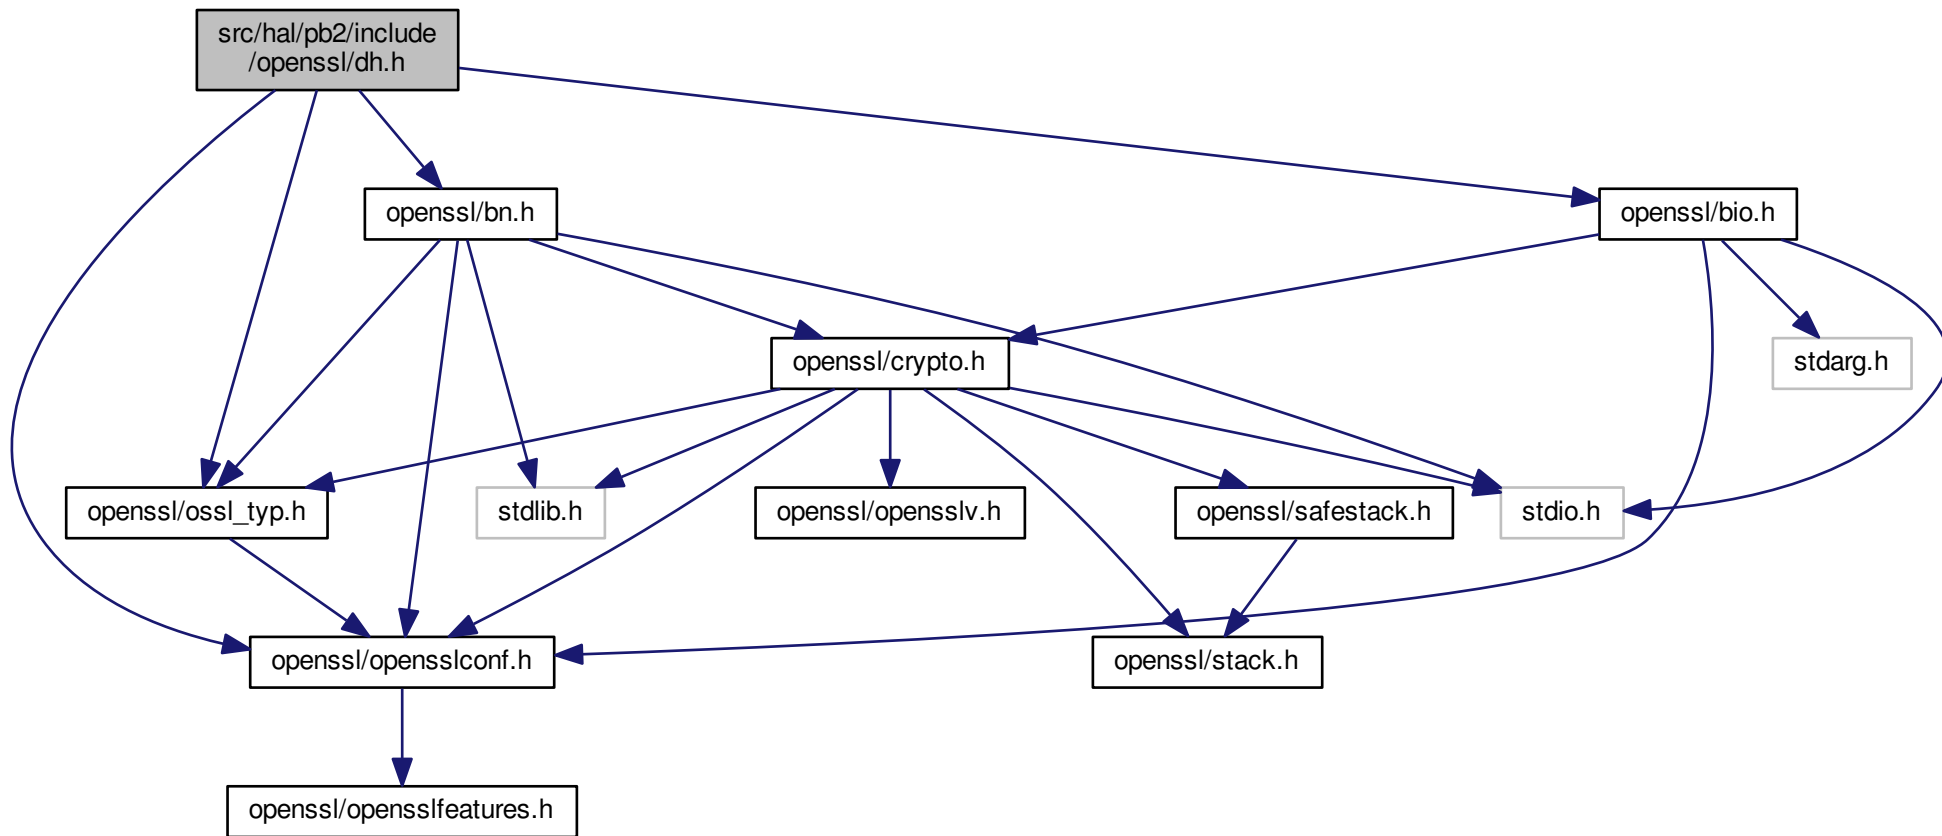 src/hal/pb2/include
/openssl/dh.h
openssl/bn.h
openssl/bio.h
openssl/crypto.h
stdarg.h
openssl/ossl_typ.h
stdlib.h
openssl/opensslv.h
openssl/safestack.h
stdio.h
openssl/opensslconf.h
openssl/stack.h
openssl/opensslfeatures.h